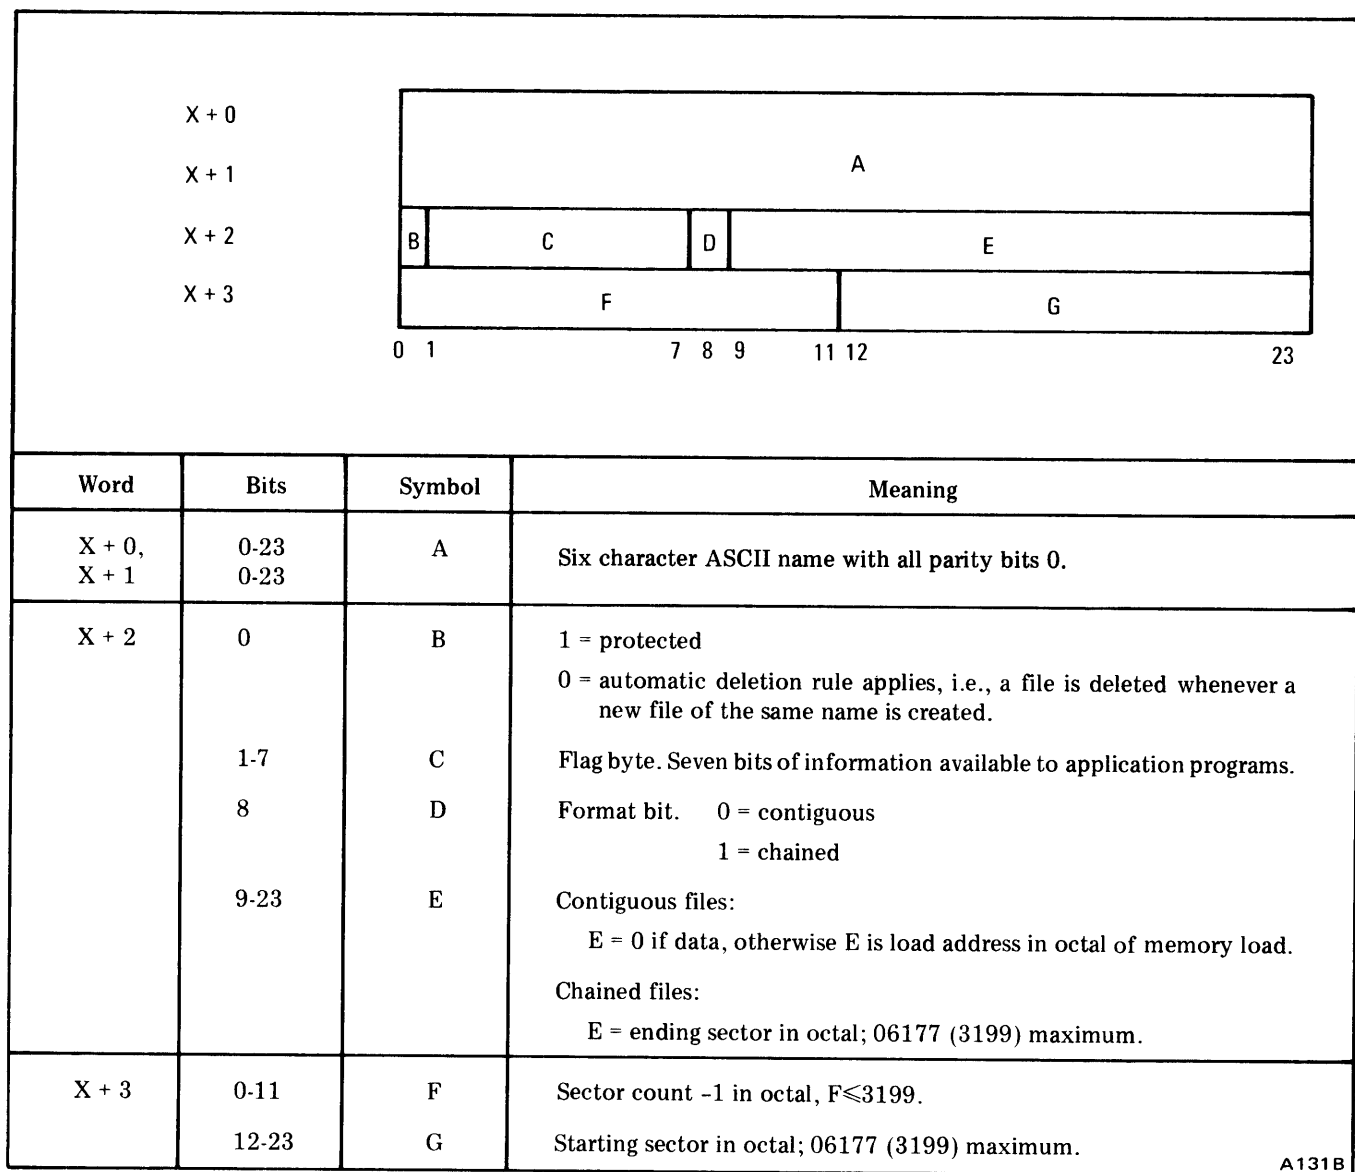 X + 0
X + 1
A
X + 2
B C D E
X + 3
F G
0 1 7 8 9 11 12 23
Word Bits Symbol Meaning
X + 0, 0-23 A Six character ASCII name with all parity bits 0.
X + 1 0-23
X + 2 0 B 1 = protected
0 = automatic deletion rule applies, i.e., a file is deleted whenever a
new file of the same name is created.
1-7 C Flag byte. Seven bits of information available to application programs.
8 D Format bit. 0 = contiguous
1 = chained
9-23 E Contiguous files:
E = 0 if data, otherwise E is load address in octal of memory load.
Chained files:
E = ending sector in octal; 06177 (3199) maximum.
X + 3 0-11 F Sector count -1 in octal, F⩽3199.
12-23 G Starting sector in octal; 06177 (3199) maximum.
A131B